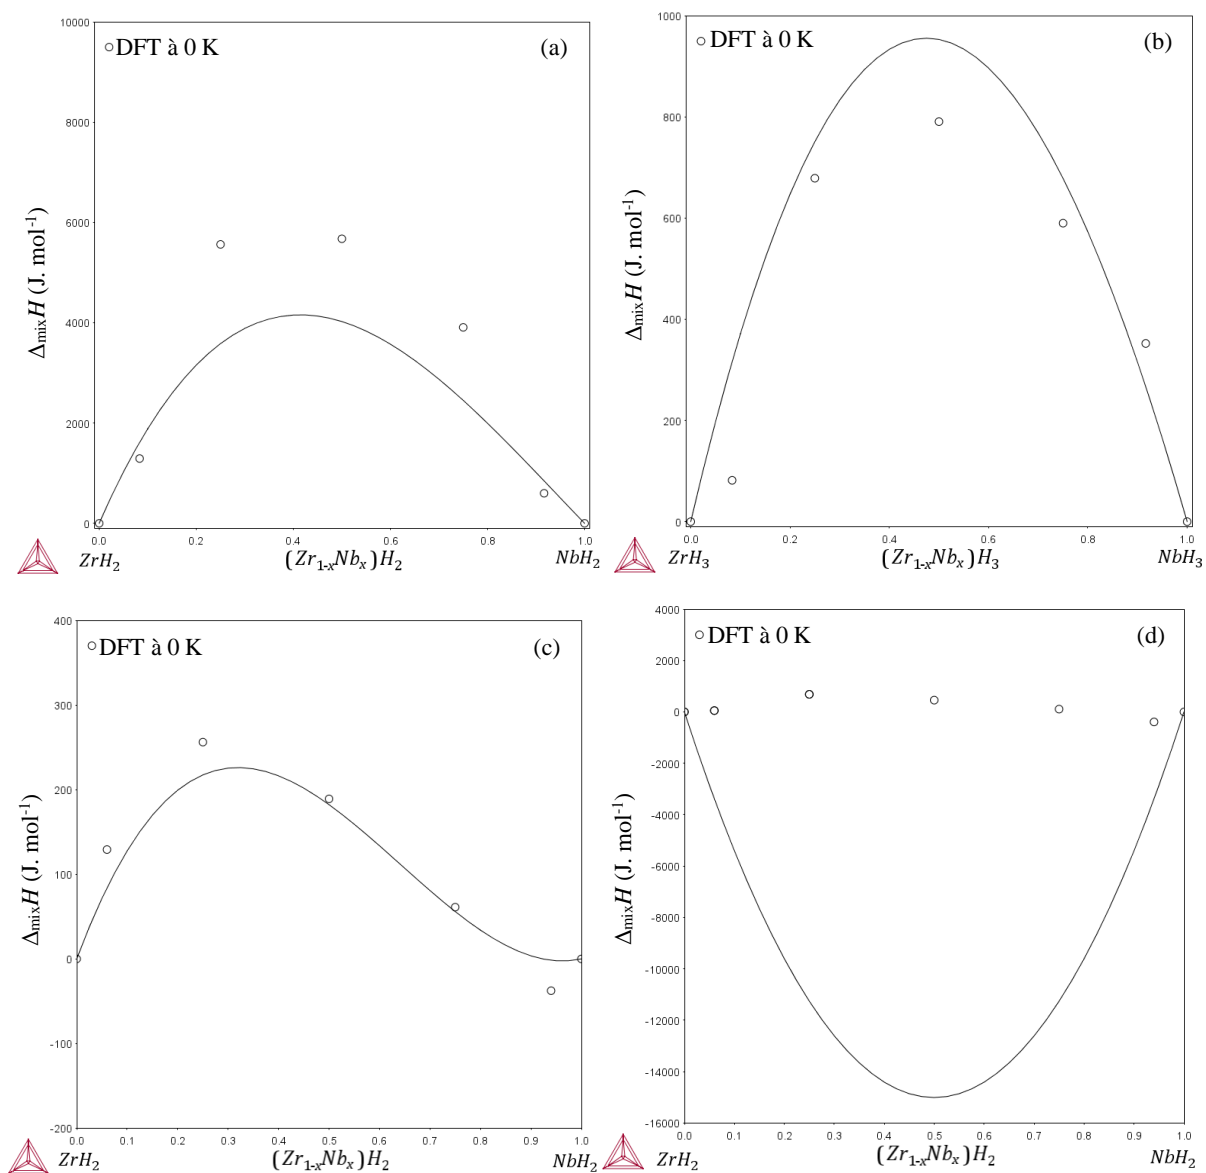 10000
DFT à 0 K
(a)
8000
6000
4000
2000
0
Δ_mixH (J. mol⁻¹)
0.0 0.2 0.4 0.6 0.8 1.0
ZrH₂ (Zr₁₋ₓNbₓ)H₂ NbH₂
1000
DFT à 0 K
(b)
800
600
400
200
0
Δ_mixH (J. mol⁻¹)
0.0 0.2 0.4 0.6 0.8 1.0
ZrH₃ (Zr₁₋ₓNbₓ)H₃ NbH₃
400
DFT à 0 K
(c)
300
200
100
0
-100
-200
Δ_mixH (J. mol⁻¹)
0.0 0.1 0.2 0.3 0.4 0.5 0.6 0.7 0.8 0.9 1.0
ZrH₂ (Zr₁₋ₓNbₓ)H₂ NbH₂
4000
DFT à 0 K
(d)
2000
0
-2000
-4000
-6000
-8000
-10000
-12000
-14000
-16000
Δ_mixH (J. mol⁻¹)
0.0 0.1 0.2 0.3 0.4 0.5 0.6 0.7 0.8 0.9 1.0
ZrH₂ (Zr₁₋ₓNbₓ)H₂ NbH₂